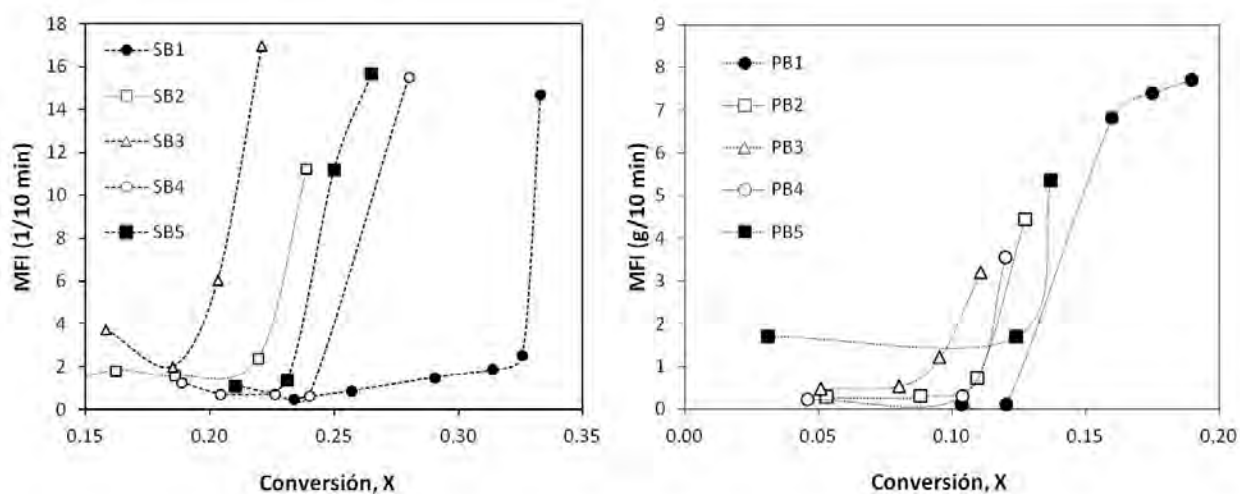 MFI (1/10 min)
18
16
14
12
10
8
6
4
2
0
SB1
SB2
SB3
SB4
SB5
0.15 0.20 0.25 0.30 0.35
Conversión, X
MFI (g/10 min)
9
8
7
6
5
4
3
2
1
0
PB1
PB2
PB3
PB4
PB5
0.00 0.05 0.10 0.15 0.20
Conversión, X